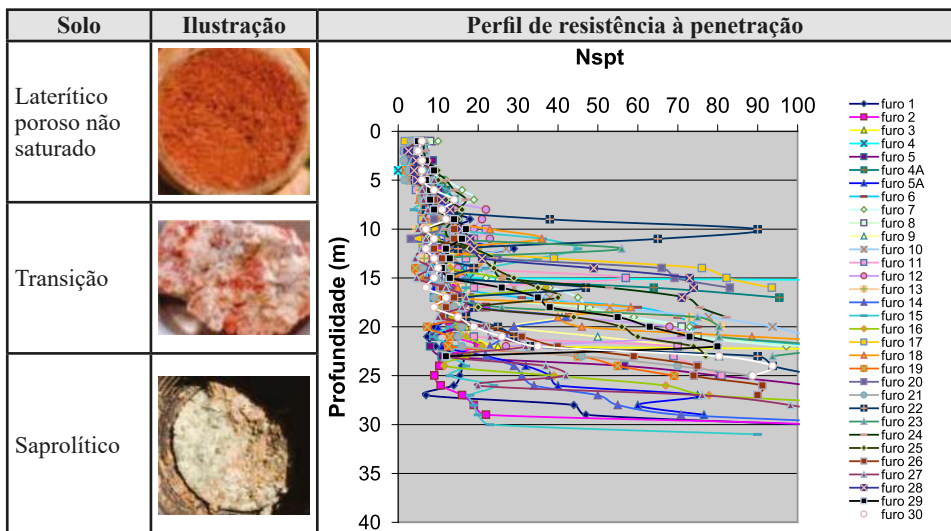 Solo Ilustração Perfil de resistência à penetração
Laterítico
poroso não
saturado
Transição
Saprolítico
Nspt
0 10 20 30 40 50 60 70 80 90 100
Profundidade (m)
0
5
10
15
20
25
30
35
40
furo 1
furo 2
furo 3
furo 4
furo 5
furo 4A
furo 5A
furo 6
furo 7
furo 8
furo 9
furo 10
furo 11
furo 12
furo 13
furo 14
furo 15
furo 16
furo 17
furo 18
furo 19
furo 20
furo 21
furo 22
furo 23
furo 24
furo 25
furo 26
furo 27
furo 28
furo 29
furo 30